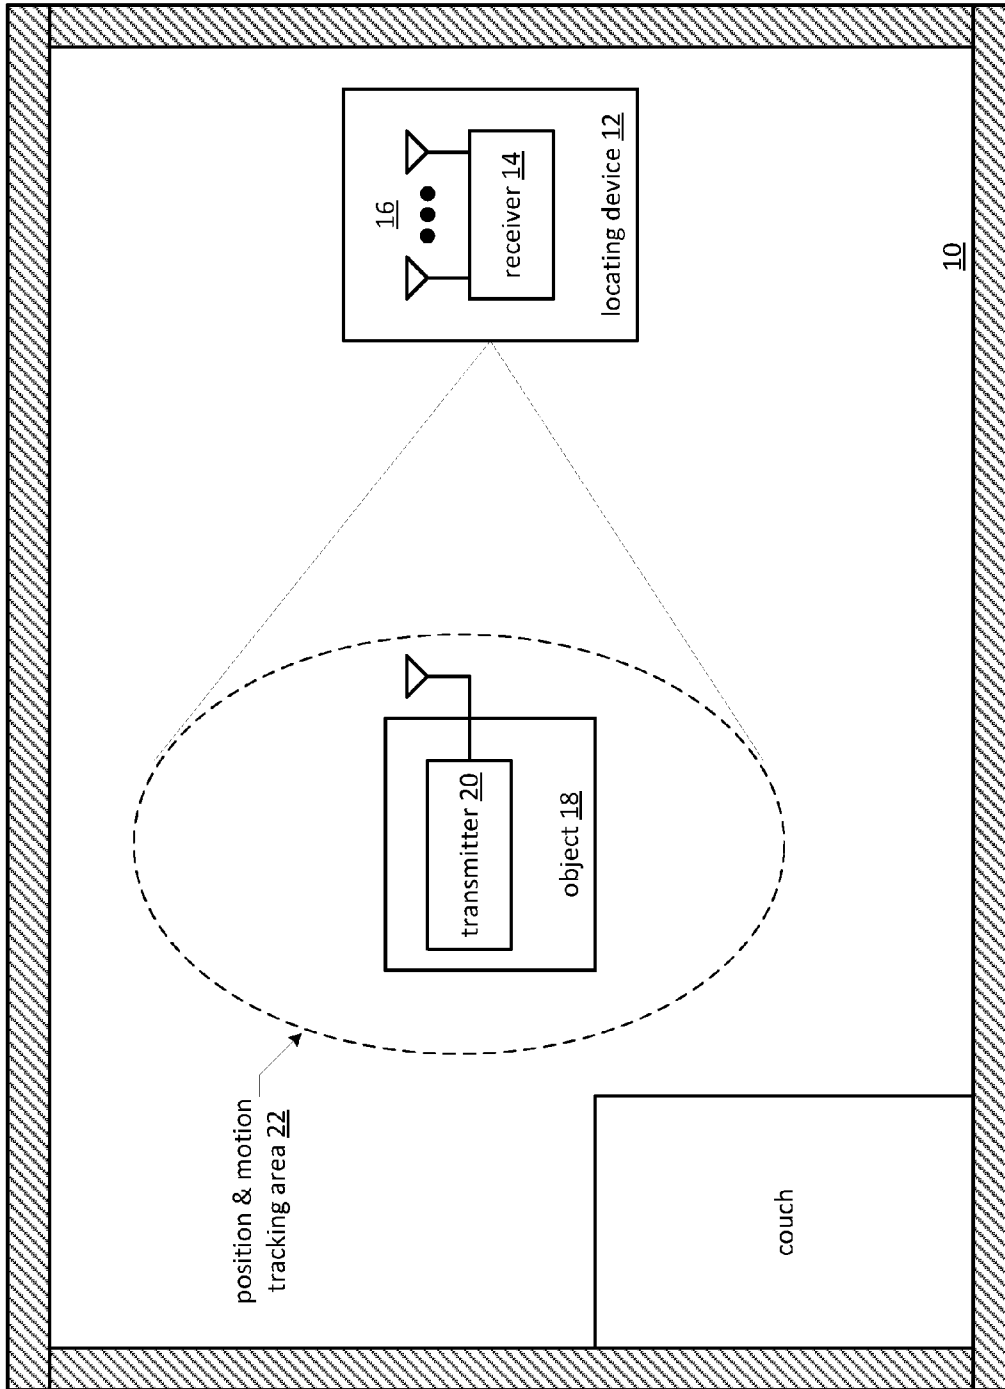 position & motion
tracking area 22
transmitter 20
object 18
16
receiver 14
locating device 12
couch
10